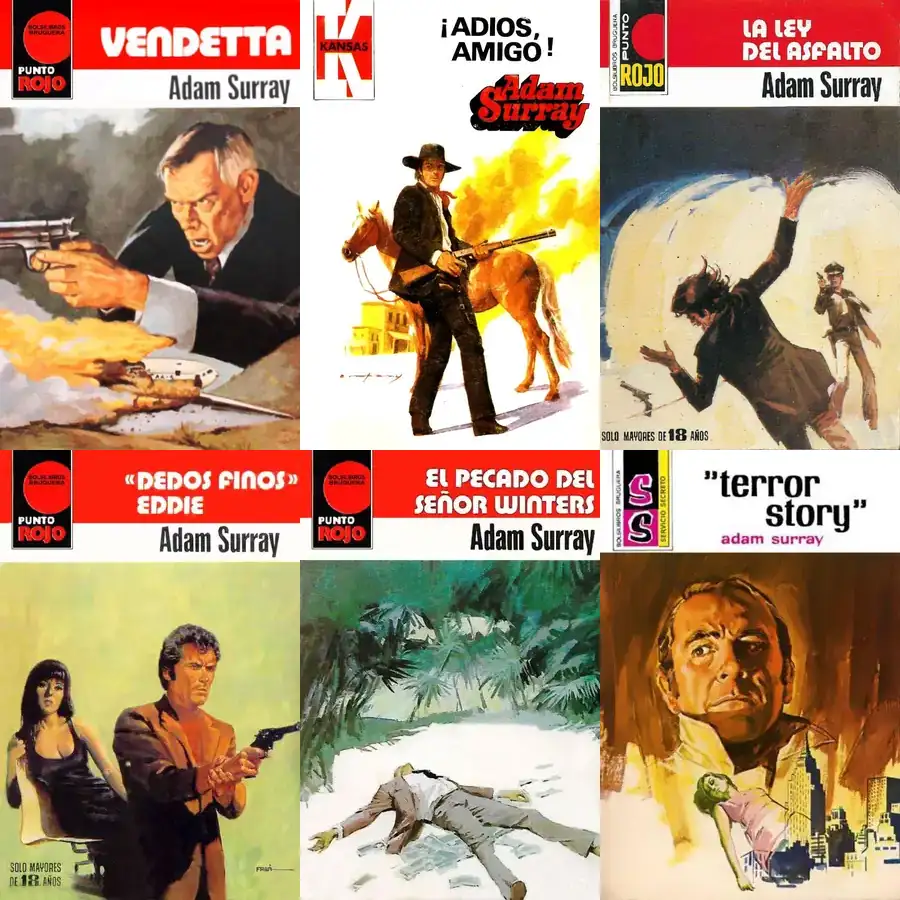 BOLSILIBROS
BRUGUERA
PUNTO
ROJO
VENDETTA
Adam Surray
K
KANSAS
¡ADIOS,
AMIGO!
Adam
Surray
BOLSILIBROS BRUGUERA
PUNTO
ROJO
LA LEY
DEL ASFALTO
Adam Surray
SOLO MAYORES DE 18 AÑOS
BOLSILIBROS
BRUGUERA
PUNTO
ROJO
«DEDOS FINOS»
EDDIE
Adam Surray
SOLO MAYORES
DE 18 AÑOS
BOLSILIBROS
BRUGUERA
PUNTO
ROJO
EL PECADO DEL
SEÑOR WINTERS
Adam Surray
BOLSILIBROS BRUGUERA
SS
SERVICIO SECRETO
"terror
story"
adam surray